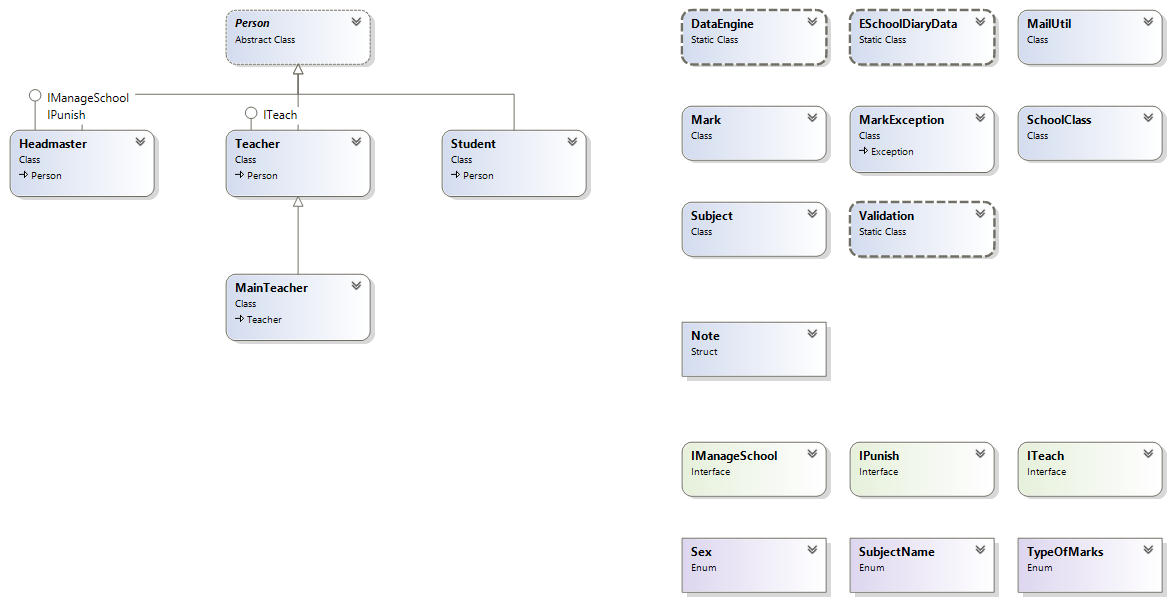 Person
Abstract Class
IManageSchool
IPunish
ITeach
Headmaster
Class
Person
Teacher
Class
Person
Student
Class
Person
MainTeacher
Class
Teacher
DataEngine
Static Class
ESchoolDiaryData
Static Class
MailUtil
Class
Mark
Class
MarkException
Class
Exception
SchoolClass
Class
Subject
Class
Validation
Static Class
Note
Struct
IManageSchool
Interface
IPunish
Interface
ITeach
Interface
Sex
Enum
SubjectName
Enum
TypeOfMarks
Enum